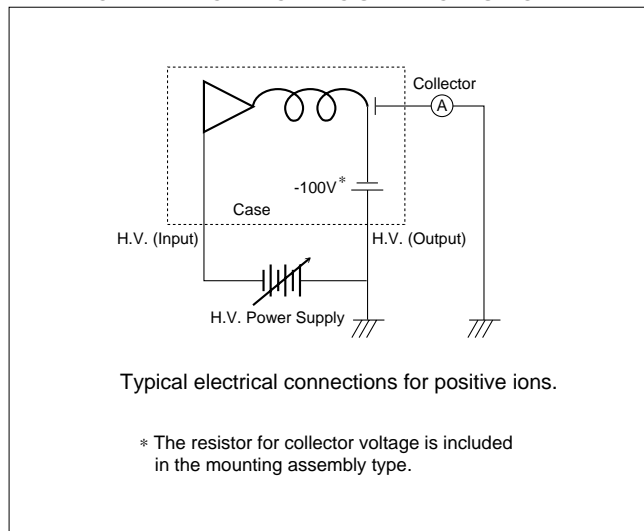 Collector
A
-100V*
Case
H.V. (Input)
H.V. (Output)
H.V. Power Supply
Typical electrical connections for positive ions.
* The resistor for collector voltage is included
in the mounting assembly type.